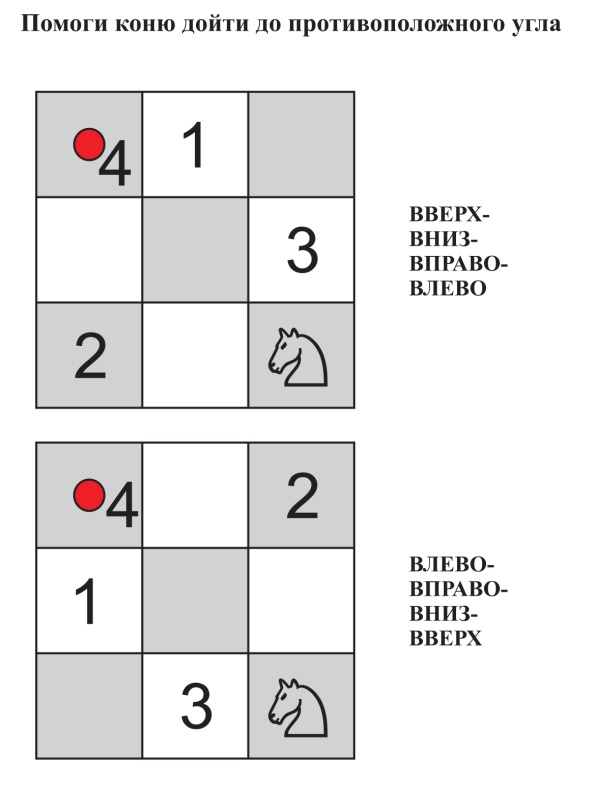 Помоги коню дойти до противоположного угла
4 1
3
2
ВВЕРХ-
ВНИЗ-
ВПРАВО-
ВЛЕВО
4 2
1
3
ВЛЕВО-
ВПРАВО-
ВНИЗ-
ВВЕРХ